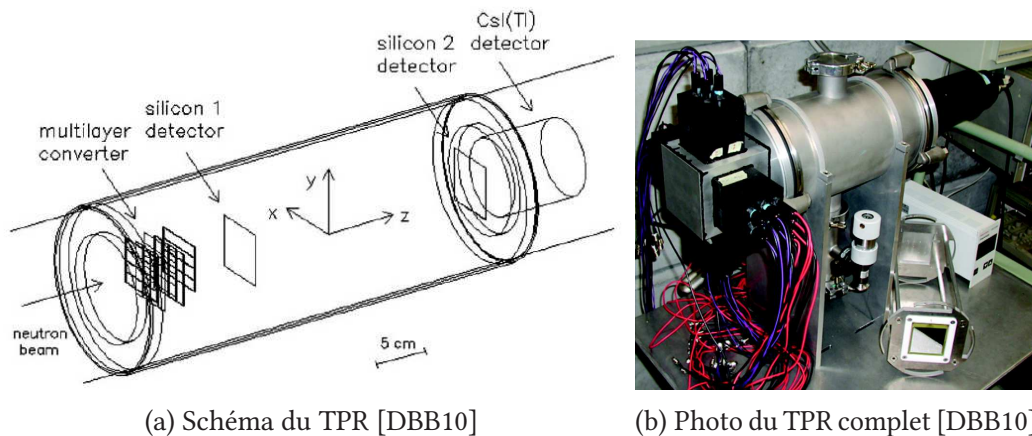 CsI(Tl)
detector
silicon 2
detector
silicon 1
detector
multilayer
converter
y
x
z
neutron
beam
5 cm
(a) Schéma du TPR [DBB10]
(b) Photo du TPR complet [DBB10]